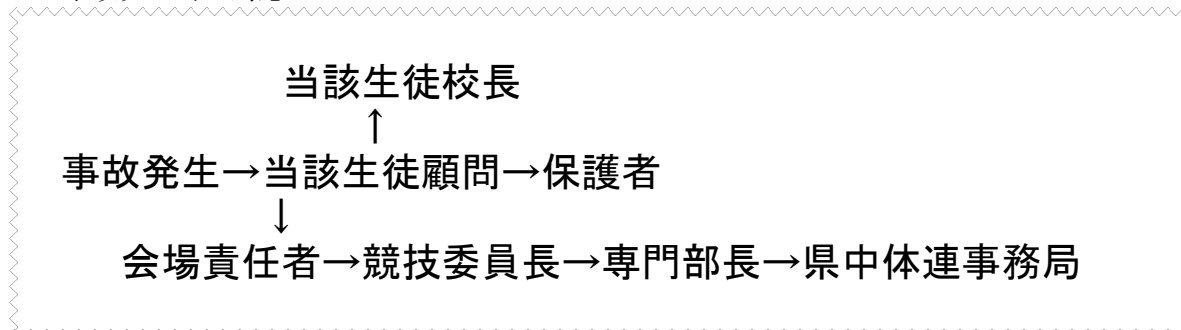 当該生徒校長
↑
事故発生→当該生徒顧問→保護者
↓
会場責任者→競技委員長→専門部長→県中体連事務局